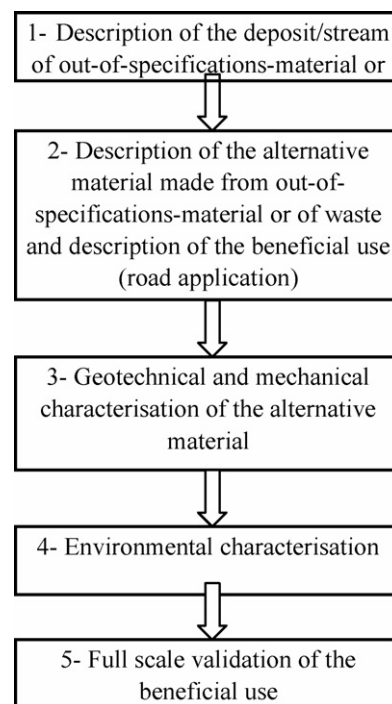 1- Description of the deposit/stream
of out-of-specifications-material or
2- Description of the alternative
material made from out-of-
specifications-material or of waste
and description of the beneficial use
(road application)
3- Geotechnical and mechanical
characterisation of the alternative
material
4- Environmental characterisation
5- Full scale validation of the
beneficial use